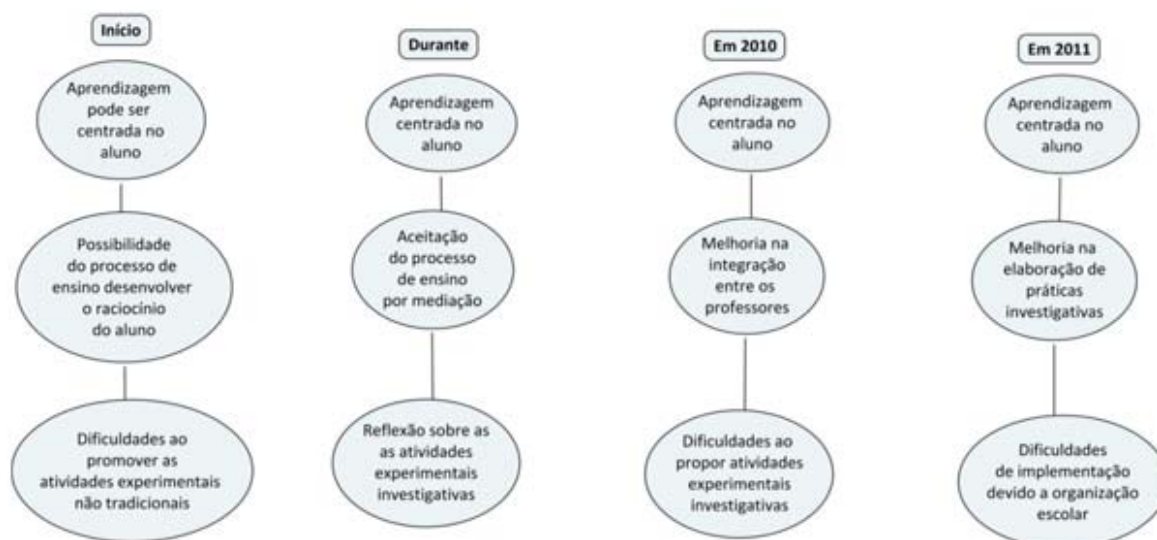 Início
Aprendizagem
pode ser
centrada no
aluno
Possibilidade
do processo de
ensino desenvolver
o raciocínio
do aluno
Dificuldades ao
promover as
atividades experimentais
não tradicionais
Durante
Aprendizagem
centrada no
aluno
Aceitação
do processo
de ensino
por mediação
Reflexão sobre as
as atividades
experimentais
investigativas
Em 2010
Aprendizagem
centrada no
aluno
Melhoria na
integração
entre os
professores
Dificuldades ao
propor atividades
experimentais
investigativas
Em 2011
Aprendizagem
centrada no
aluno
Melhoria na
elaboração de
práticas
investigativas
Dificuldades
de implementação
devido a organização
escolar